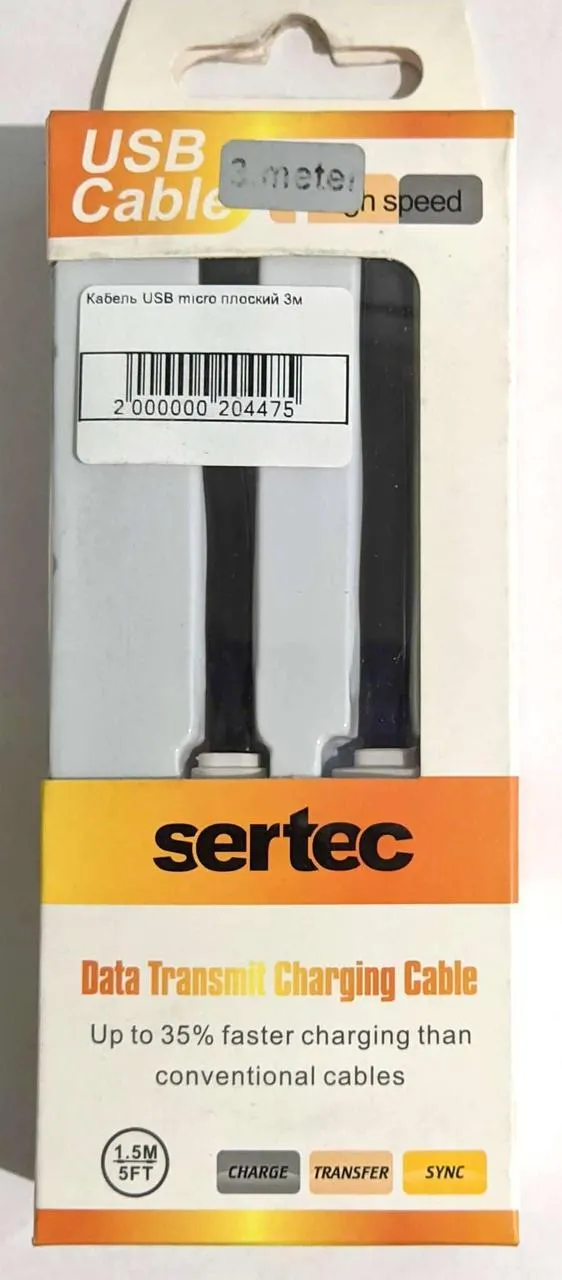 USB
Cable
3.meter
speed
Кабель USB micro плоский 3м
2 000000 204475
sertec
Data Transmit Charging Cable
Up to 35% faster charging than
conventional cables
1.5M
5FT
CHARGE
TRANSFER
SYNC